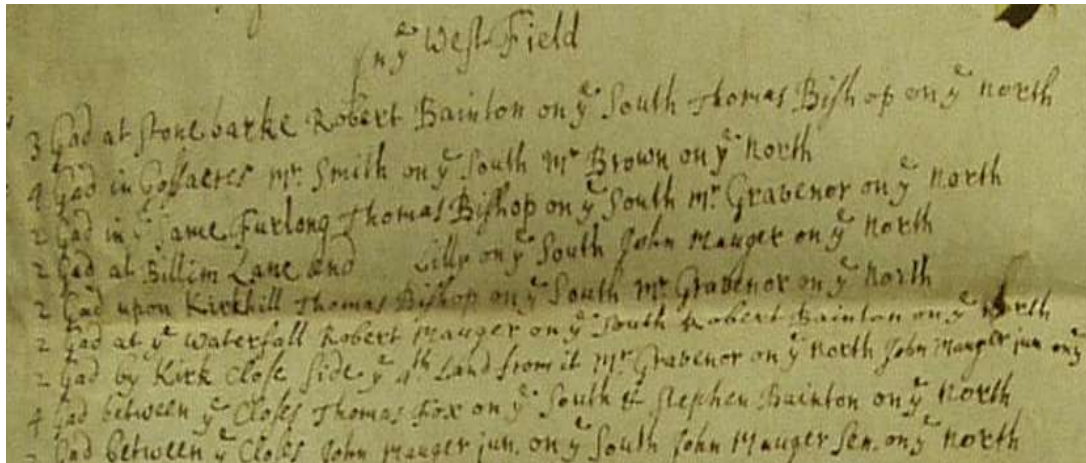 In yᵉ West Field
3 Gad at Stonebarke Robert Bainton on yᵉ South Thomas Bishop on yᵉ North
4 Gad in Gossacres Mr. Smith on yᵉ South Mr Brown on yᵉ North
2 Gad in yᵉ Same Furlong Thomas Bishop on yᵉ South Mr. Gravenor on yᵉ North
2 Gad at Billim Lane End Lilly on yᵉ South John Mauger on yᵉ North
2 Gad upon Kirkhill Thomas Bishop on yᵉ South Mr. Gravenor on yᵉ North
2 Gad at yᵉ Waterfall Robert Mauger on yᵉ South Robert Bainton on yᵉ North
2 Gad by Kirk Close Side yᵉ 4th Land from it Mr. Gravenor on yᵉ North John Mauger jun on yᵉ
4 Gad between yᵉ Closes Thomas Fox on yᵉ South & Stephen Bainton on yᵉ North
Gad between yᵉ Closes John Mauger jun. on yᵉ South John Mauger Sen. on yᵉ North